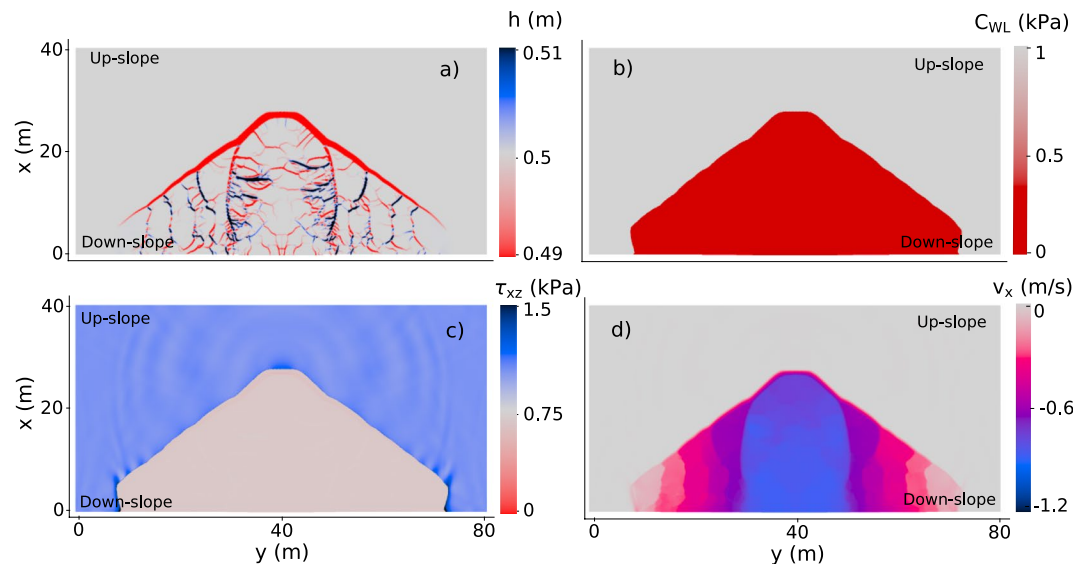 h (m)
40
Up-slope
a)
0.51
x (m)
20
0.5
Down-slope
0
0.49
C_WL (kPa)
b)
Up-slope
1
0.5
Down-slope
0
τ_xz (kPa)
40
Up-slope
c)
1.5
x (m)
20
0.75
Down-slope
0
0
0
40
80
y (m)
v_x (m/s)
d)
Up-slope
0
-0.6
Down-slope
-1.2
0
40
80
y (m)